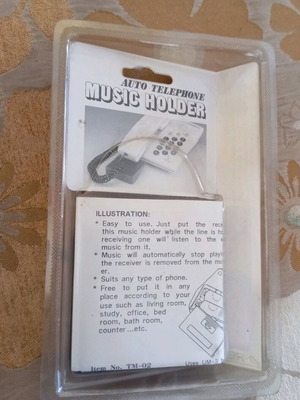 AUTO TELEPHONE
MUSIC HOLDER
ILLUSTRATION:
* Easy to use. Just put the
this music holder while the line is
receiving one will listen to the
music from it.
* Music will automatically stop
the receiver is removed from the
er.
* Suits any type of phone.
* Free to put it in any
place according to your
use such as living room,
study, office, bed
room, bath room,
counter...etc.
Item No. TM-02
Uses UM-